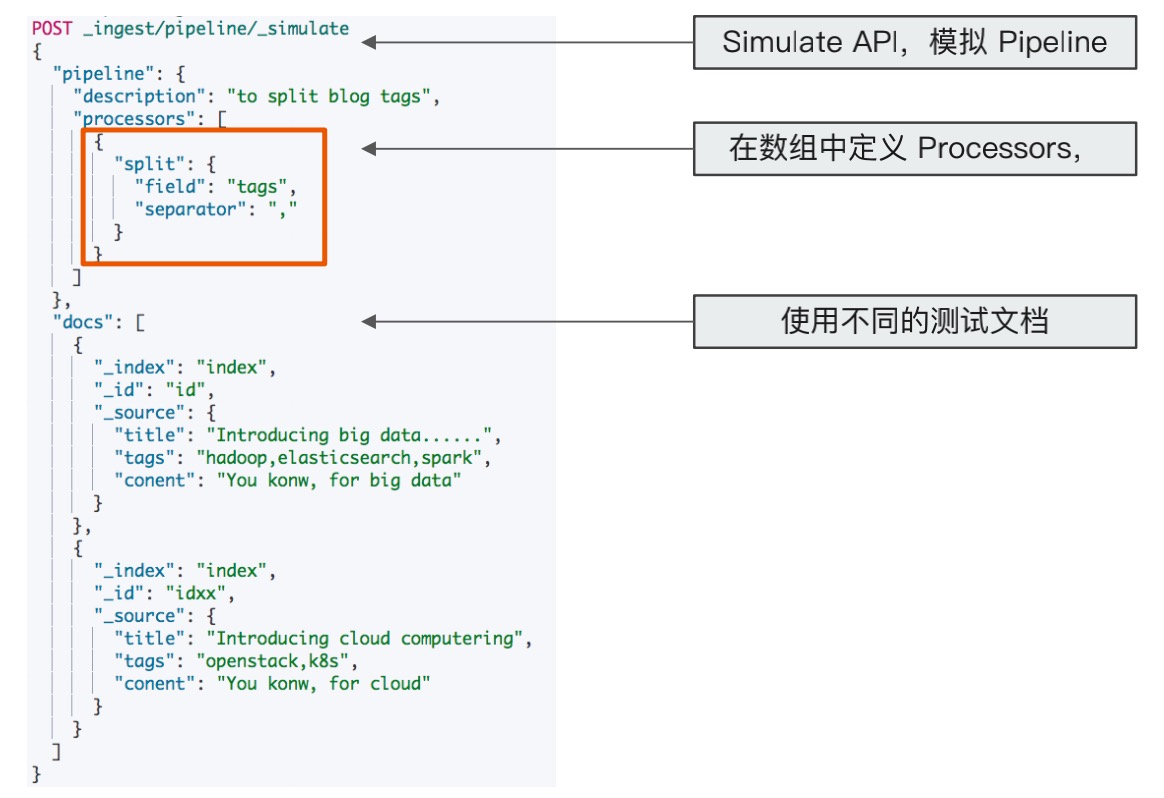 POST _ingest/pipeline/_simulate
{
  "pipeline": {
    "description": "to split blog tags",
    "processors": [
      {
        "split": {
          "field": "tags",
          "separator": ","
        }
      }
    ]
  },
  "docs": [
    {
      "_index": "index",
      "_id": "id",
      "_source": {
        "title": "Introducing big data......",
        "tags": "hadoop,elasticsearch,spark",
        "conent": "You konw, for big data"
      }
    },
    {
      "_index": "index",
      "_id": "idxx",
      "_source": {
        "title": "Introducing cloud computering",
        "tags": "openstack,k8s",
        "conent": "You konw, for cloud"
      }
    }
  ]
}
Simulate API，模拟 Pipeline
在数组中定义 Processors，
使用不同的测试文档